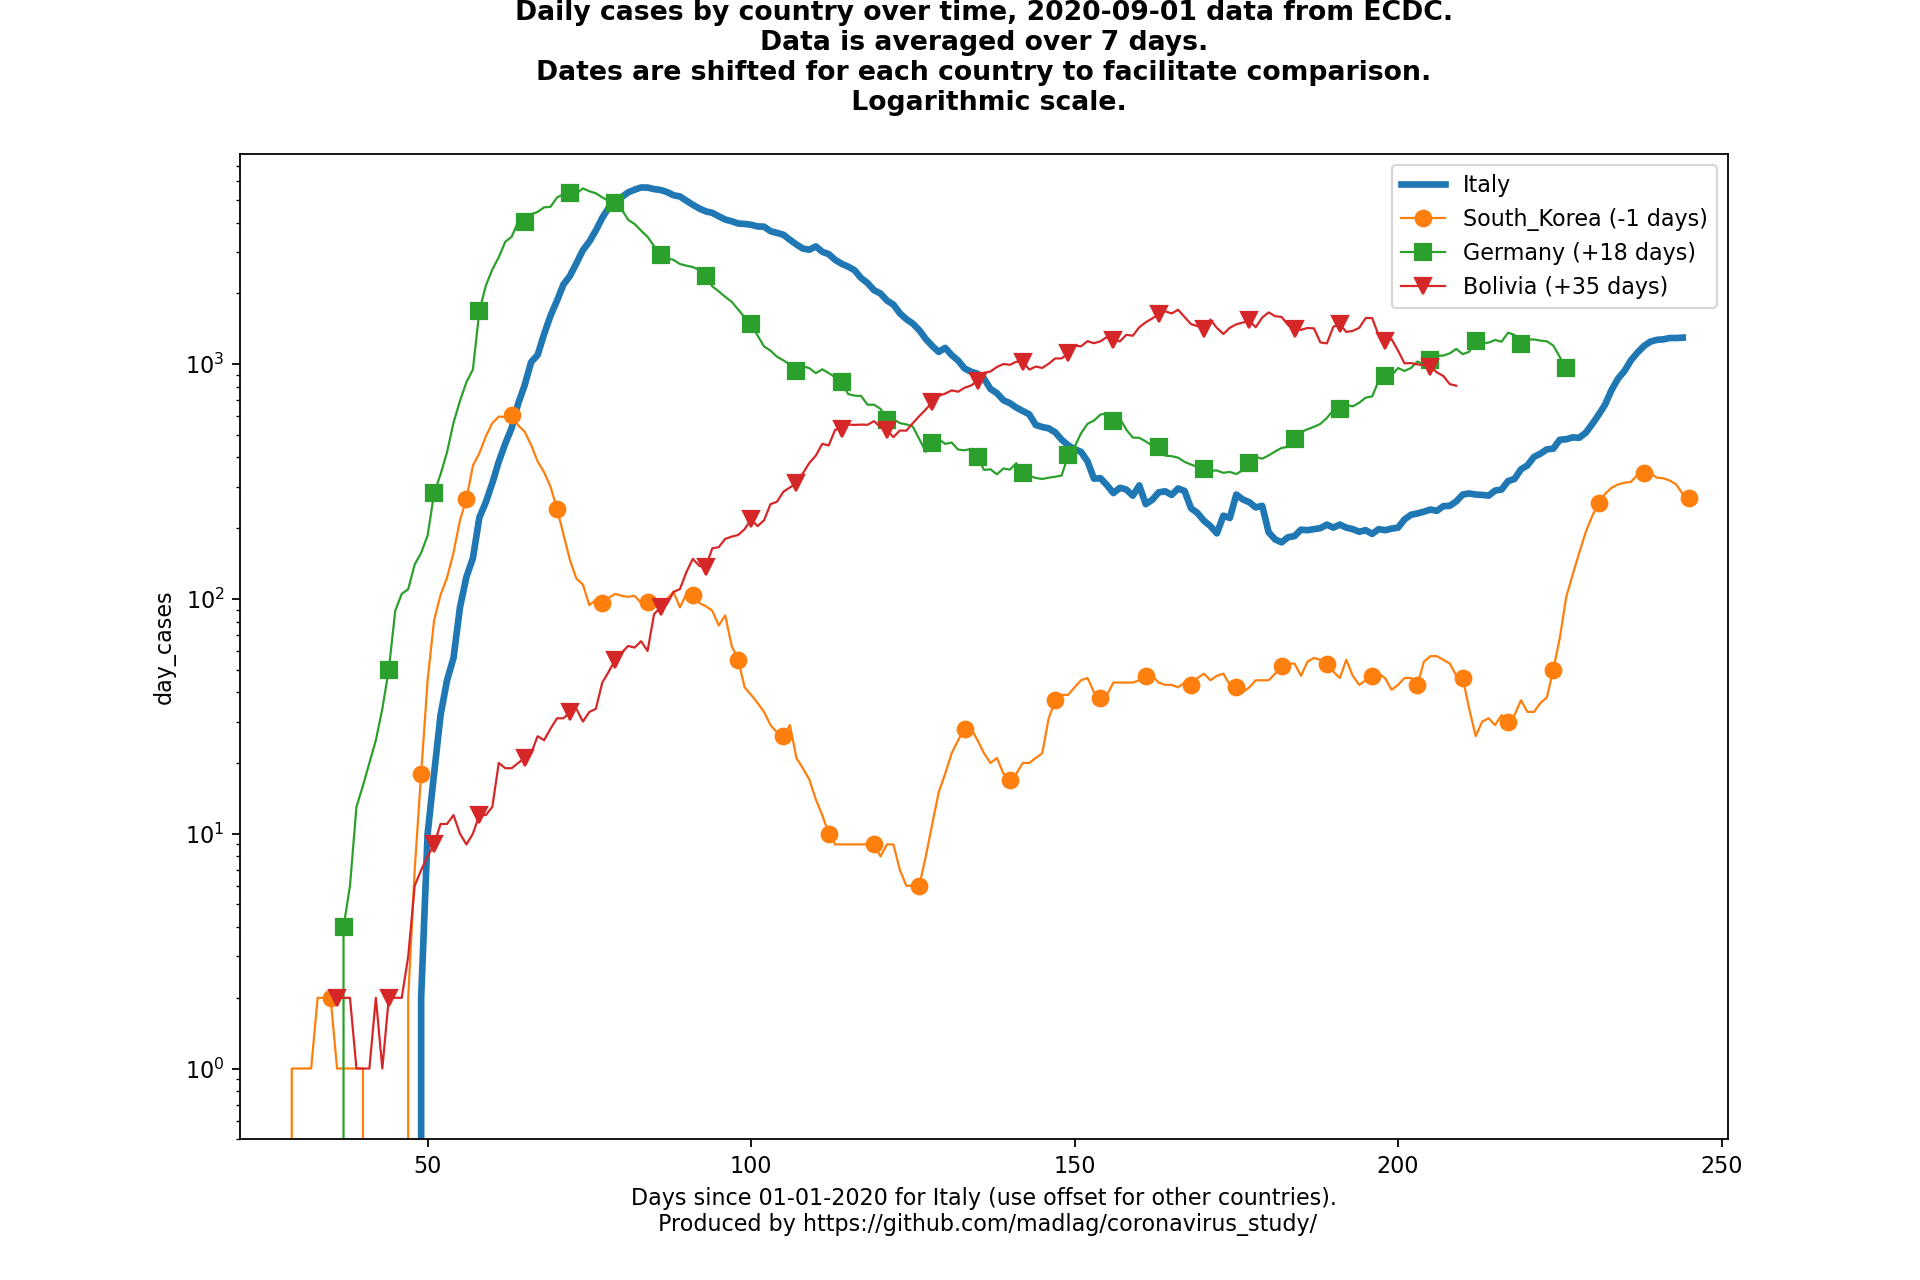 Daily cases by country over time, 2020-09-01 data from ECDC.
Data is averaged over 7 days.
Dates are shifted for each country to facilitate comparison.
Logarithmic scale.
Italy
South_Korea (-1 days)
Germany (+18 days)
Bolivia (+35 days)
10³
10²
10¹
10⁰
day_cases
50 100 150 200 250
Days since 01-01-2020 for Italy (use offset for other countries).
Produced by https://github.com/madlag/coronavirus_study/